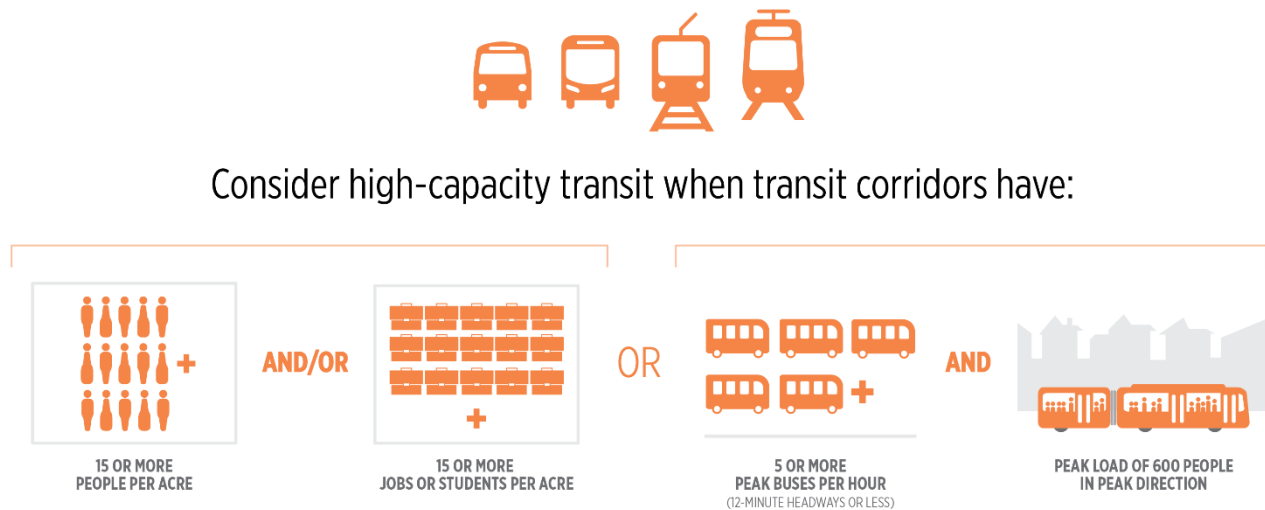 Consider high-capacity transit when transit corridors have:
+
AND/OR
+
OR
+
AND
15 OR MORE
PEOPLE PER ACRE
15 OR MORE
JOBS OR STUDENTS PER ACRE
5 OR MORE
PEAK BUSES PER HOUR
(12-MINUTE HEADWAYS OR LESS)
PEAK LOAD OF 600 PEOPLE
IN PEAK DIRECTION